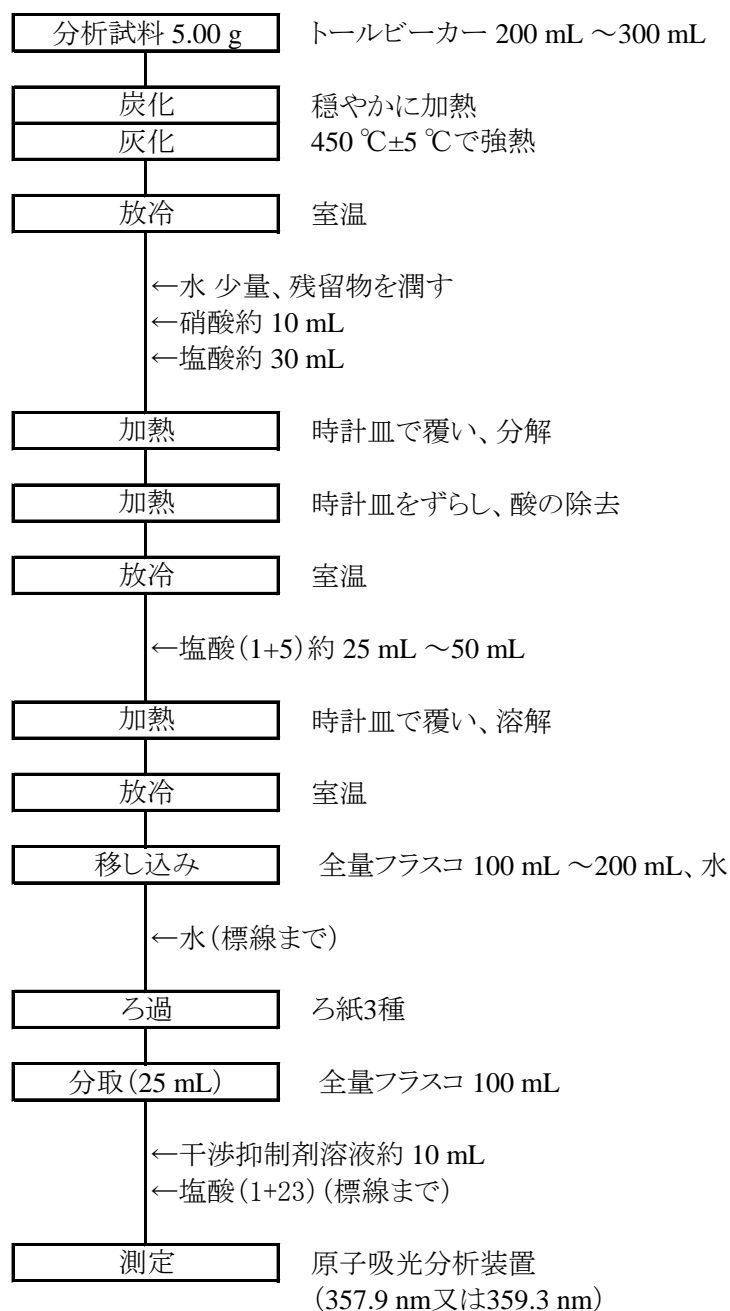 分析試料 5.00 g トールビーカー 200 mL ～300 mL
炭化 穏やかに加熱
灰化 450 ℃±5 ℃で強熱
放冷 室温
←水 少量、残留物を潤す
←硝酸約 10 mL
←塩酸約 30 mL
加熱 時計皿で覆い、分解
加熱 時計皿をずらし、酸の除去
放冷 室温
←塩酸（1+5）約 25 mL ～50 mL
加熱 時計皿で覆い、溶解
放冷 室温
移し込み 全量フラスコ 100 mL ～200 mL、水
←水（標線まで）
ろ過 ろ紙3種
分取（25 mL） 全量フラスコ 100 mL
←干渉抑制剤溶液約 10 mL
←塩酸（1+23）（標線まで）
測定 原子吸光分析装置
（357.9 nm又は359.3 nm）